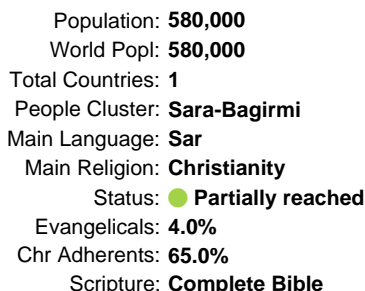 Population: 580,000
World Popl: 580,000
Total Countries: 1
People Cluster: Sara-Bagirmi
Main Language: Sar
Main Religion: Christianity
Status: Partially reached
Evangelicals: 4.0%
Chr Adherents: 65.0%
Scripture: Complete Bible